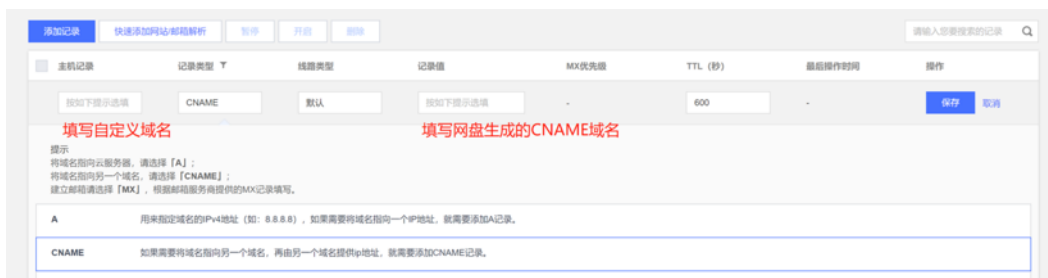 添加记录 快速添加网站/邮箱解析 暂停 开启 删除 请输入您要搜索的记录
主机记录 记录类型 线路类型 记录值 MX优先级 TTL（秒） 最后操作时间 操作
按如下提示选填 CNAME 默认 按如下提示选填 - 600 - 保存 取消
填写自定义域名 填写网盘生成的CNAME域名
提示
将域名指向云服务器，请选择「A」；
将域名指向另一个域名，请选择「CNAME」；
建立邮箱请选择「MX」，根据邮箱服务商提供的MX记录填写。
A 用来指定域名的IPv4地址（如：8.8.8.8），如果需要将域名指向一个IP地址，就需要添加A记录。
CNAME 如果需要将域名指向另一个域名，再由另一个域名提供ip地址，就需要添加CNAME记录。